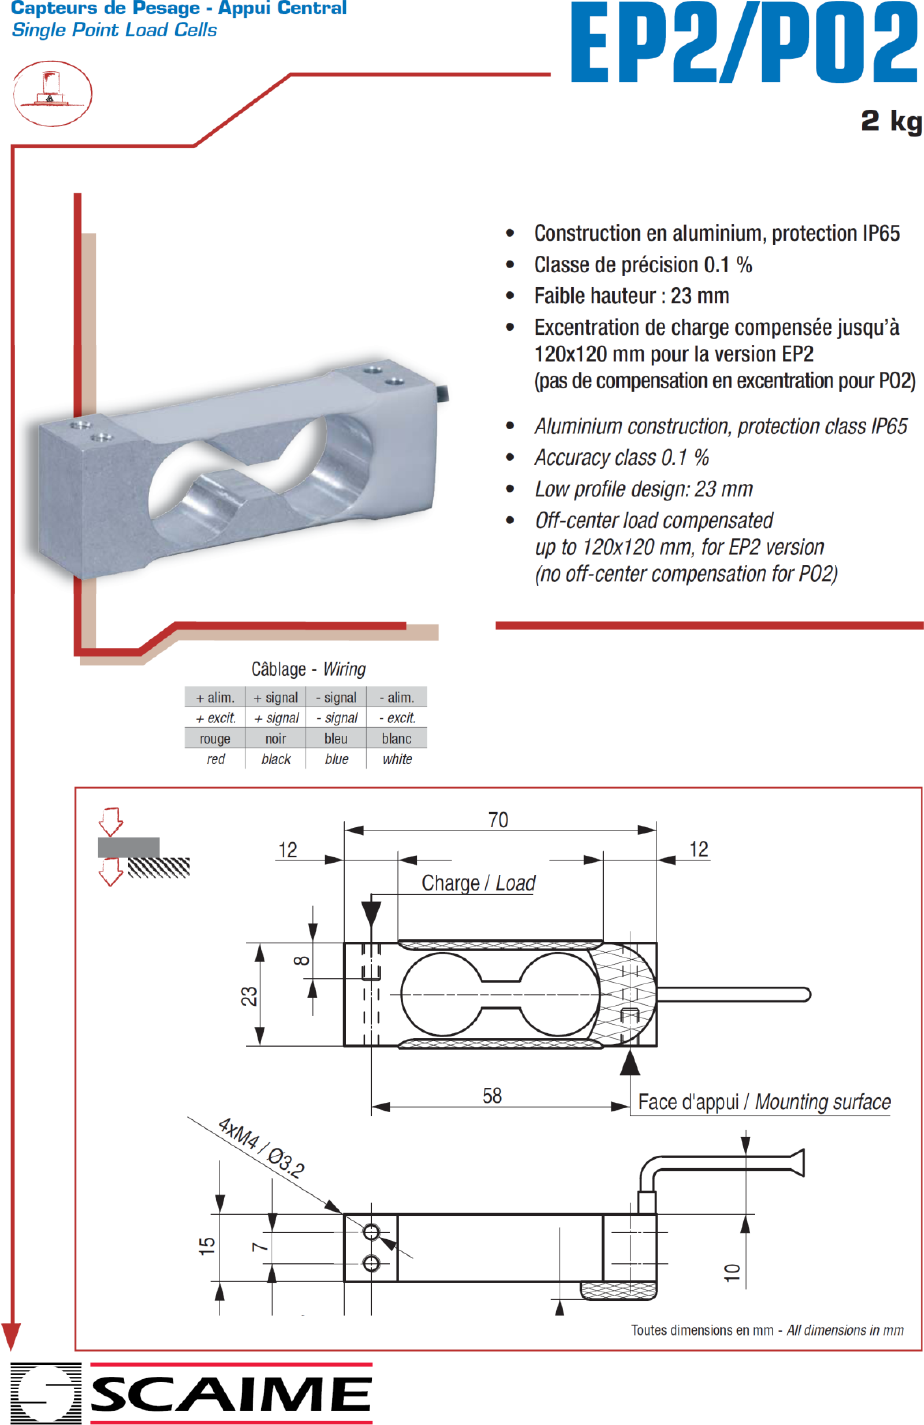 Capteurs de Pesage - Appui Central
Single Point Load Cells
EP2/P02
2 kg
• Construction en aluminium, protection IP65
• Classe de précision 0.1 %
• Faible hauteur : 23 mm
• Excentration de charge compensée jusqu'à
120x120 mm pour la version EP2
(pas de compensation en excentration pour PO2)
• Aluminium construction, protection class IP65
• Accuracy class 0.1 %
• Low profile design: 23 mm
• Off-center load compensated
up to 120x120 mm, for EP2 version
(no off-center compensation for PO2)
Câblage - Wiring
+ alim. + signal - signal - alim.
+ excit. + signal - signal - excit.
rouge noir bleu blanc
red black blue white
70
12
12
Charge / Load
8
23
58
Face d'appui / Mounting surface
4xM4 / Ø3.2
15
7
10
Toutes dimensions en mm - All dimensions in mm
SCAIME